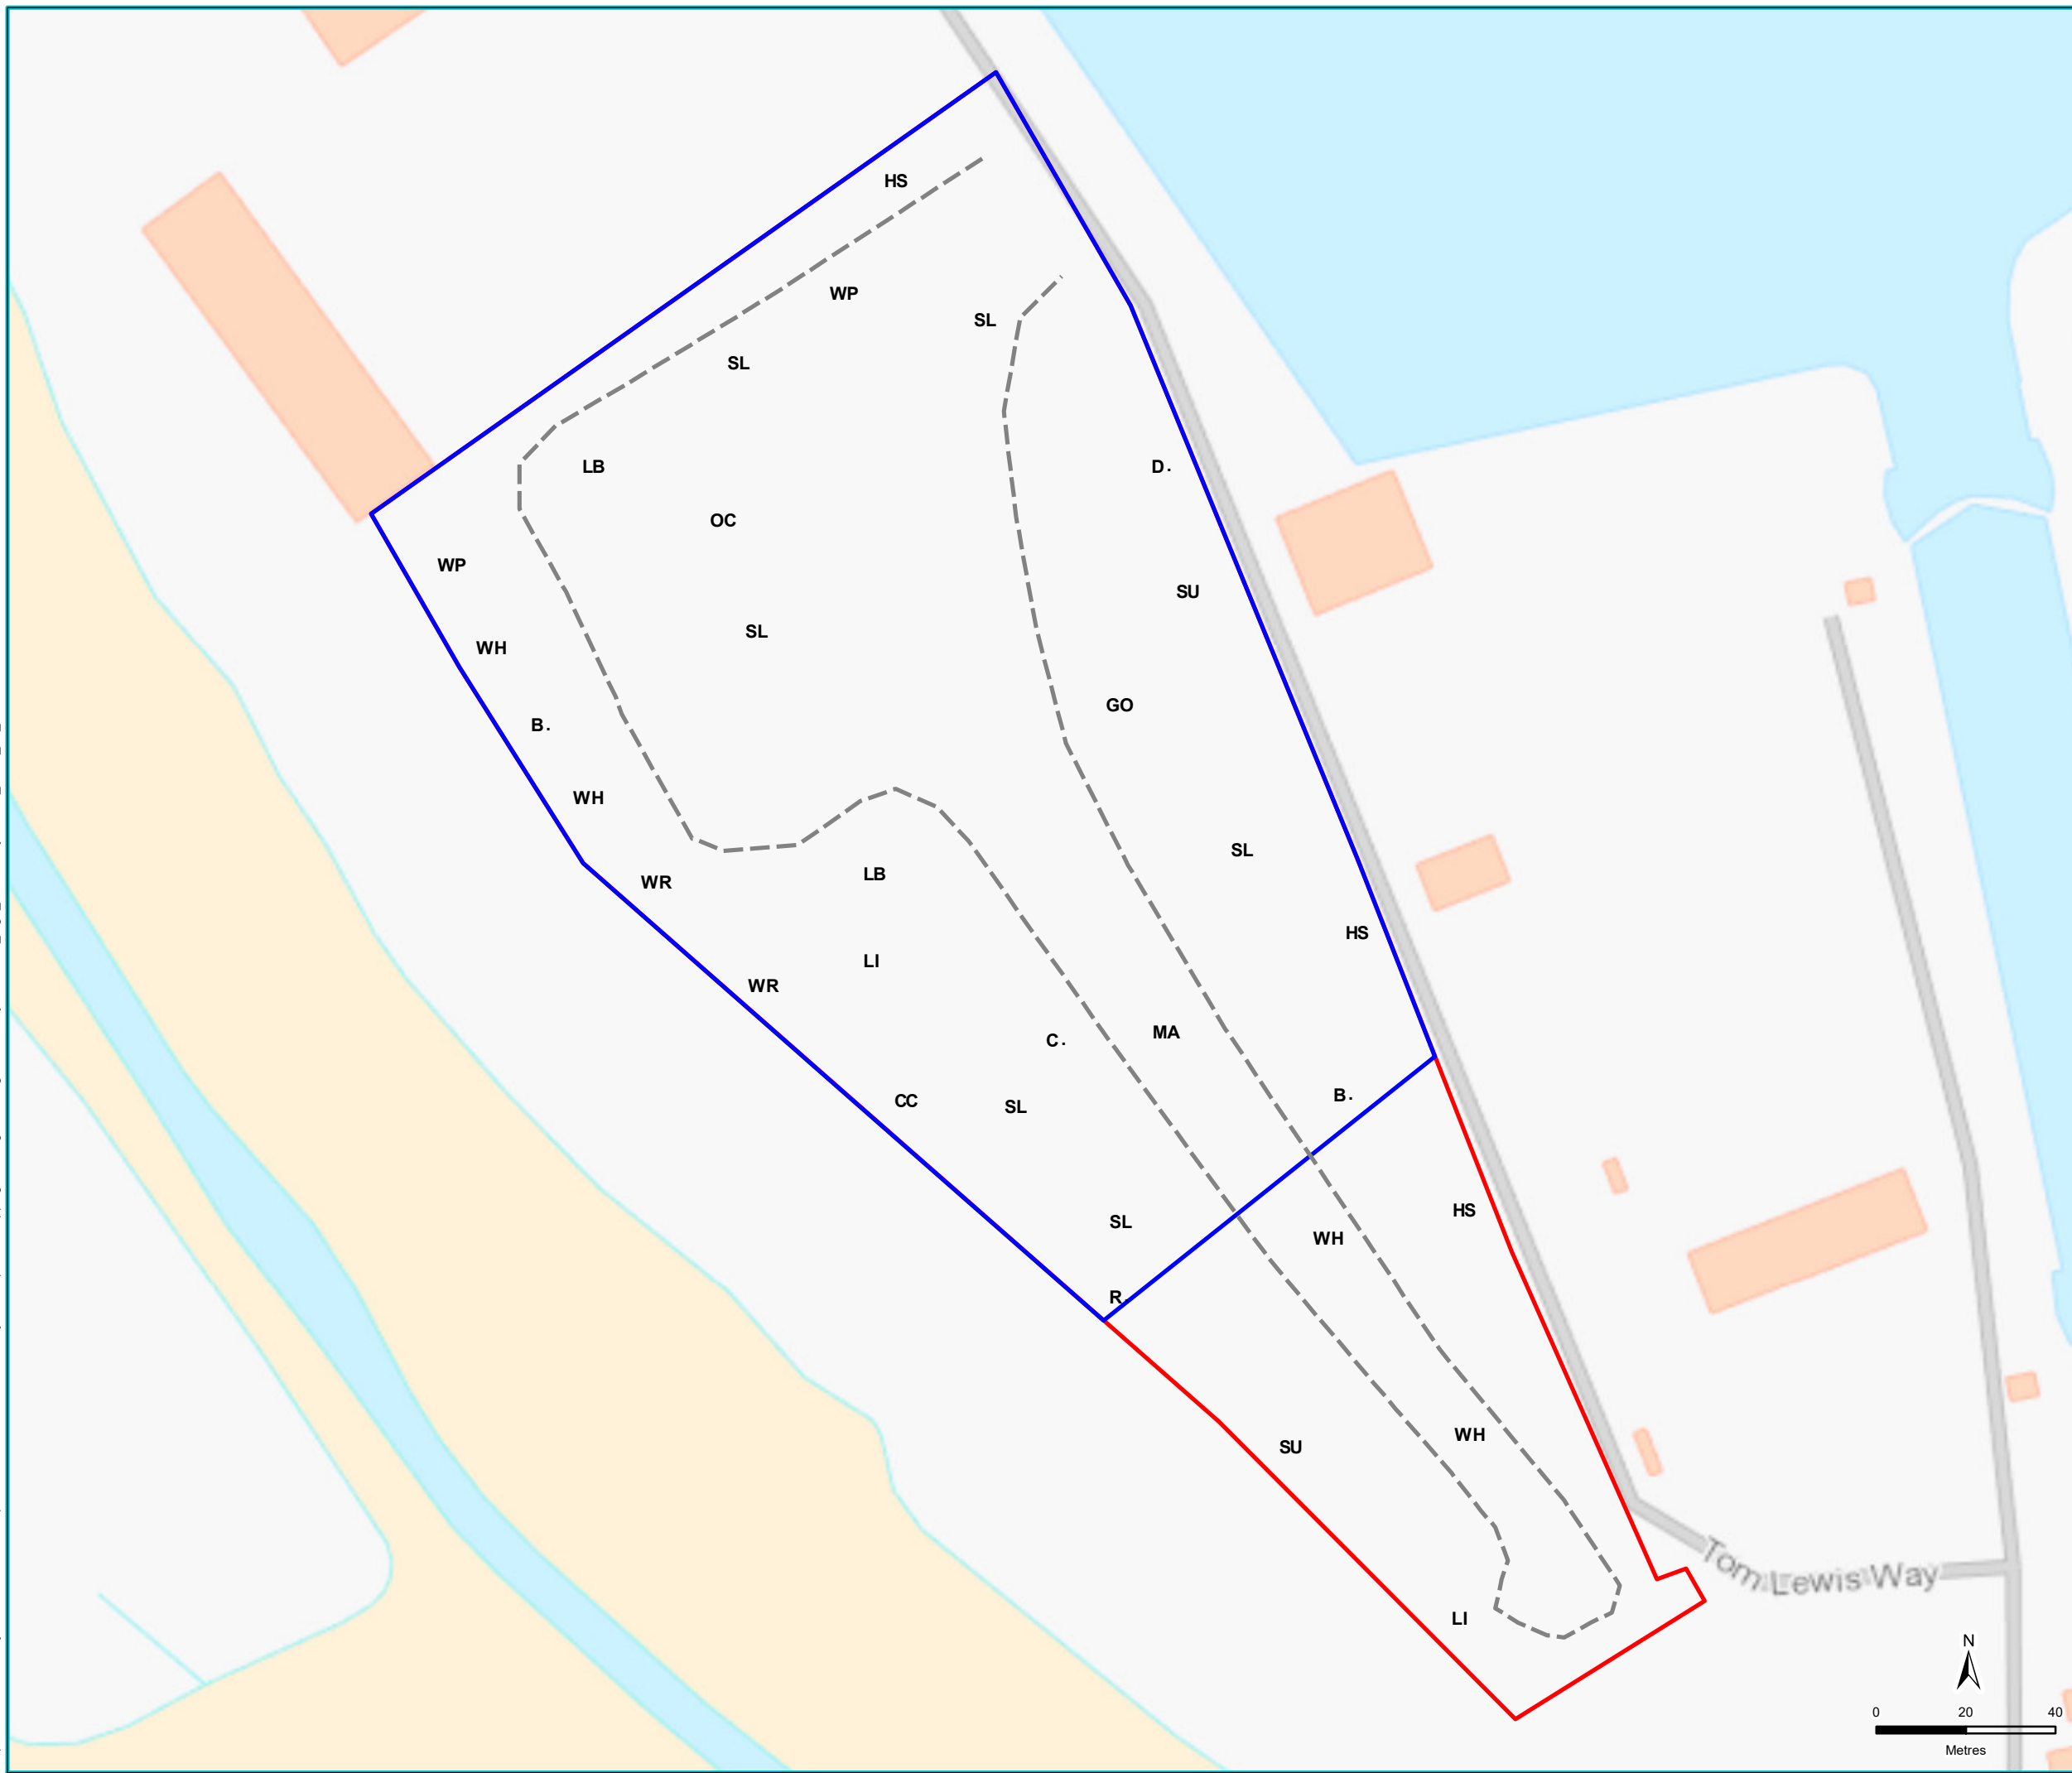 HS
WP
SL
SL
LB
D.
OC
WP
SU
SL
WH
GO
B.
WH
SL
LB
WR
HS
LI
WR
MA
C.
B.
CC
SL
HS
SL
WH
R.
WH
SU
Tom Lewis Way
LI
N
0 20 40
Metres